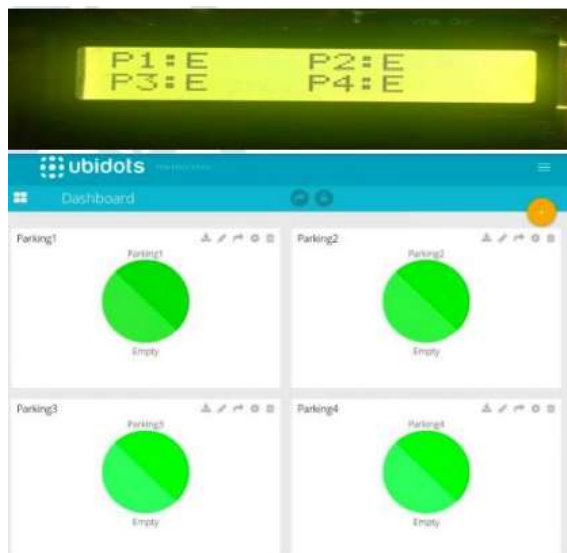 P1:E P2:E
P3:E P4:E
ubidots
Dashboard
Parking1 Parking2
Parking1 Parking2
Empty Empty
Parking3 Parking4
Parking3 Parking4
Empty Empty